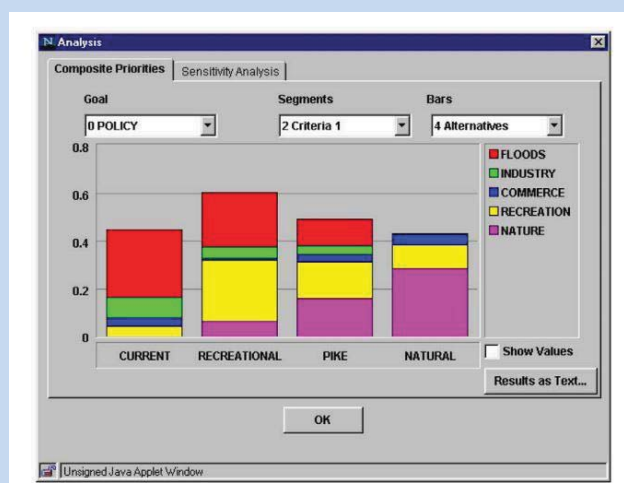 Analysis
Composite Priorities Sensitivity Analysis
Goal Segments Bars
0 POLICY 2 Criteria 1 4 Alternatives
0.8
0.6
0.4
0.2
0
FLOODS
INDUSTRY
COMMERCE
RECREATION
NATURE
CURRENT RECREATIONAL PIKE NATURAL
Show Values
Results as Text...
OK
Unsigned Java Applet Window